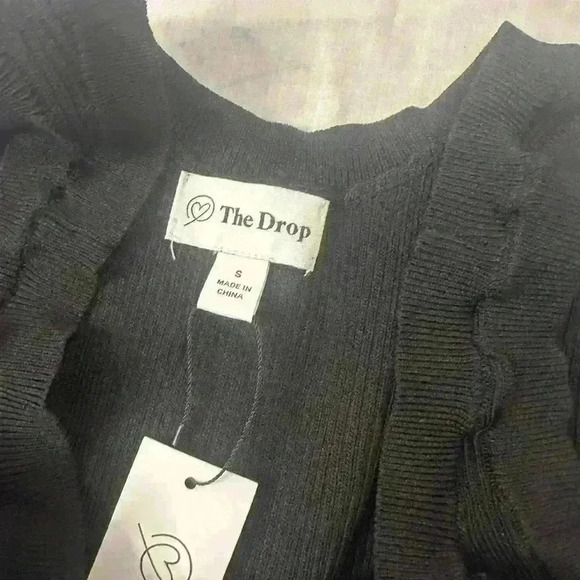 The Drop
S
MADE IN
CHINA